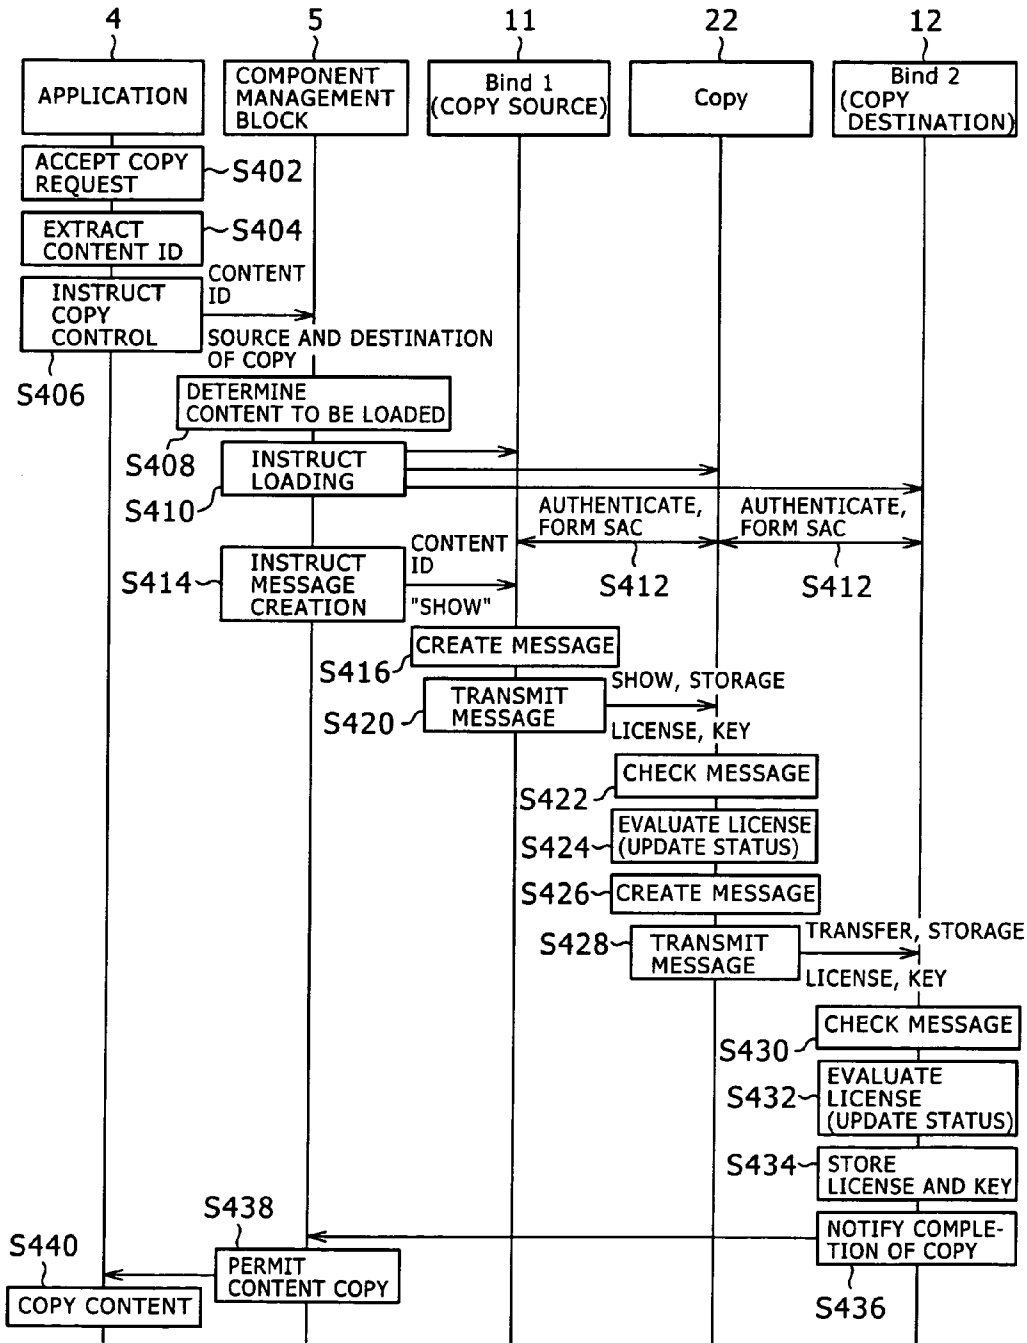 4
5
11
22
12
APPLICATION
COMPONENT
MANAGEMENT
BLOCK
Bind 1
(COPY SOURCE)
Copy
Bind 2
(COPY
DESTINATION)
ACCEPT COPY
REQUEST
S402
EXTRACT
CONTENT ID
S404
INSTRUCT
COPY
CONTROL
CONTENT
ID
SOURCE AND DESTINATION
OF COPY
S406
DETERMINE
CONTENT TO BE LOADED
S408
INSTRUCT
LOADING
S410
AUTHENTICATE,
FORM SAC
S412
AUTHENTICATE,
FORM SAC
S412
S414
INSTRUCT
MESSAGE
CREATION
CONTENT
ID
"SHOW"
CREATE MESSAGE
S416
TRANSMIT
MESSAGE
S420
SHOW, STORAGE
LICENSE, KEY
CHECK MESSAGE
S422
EVALUATE LICENSE
(UPDATE STATUS)
S424
CREATE MESSAGE
S426
TRANSMIT
MESSAGE
S428
TRANSFER, STORAGE
LICENSE, KEY
CHECK MESSAGE
S430
EVALUATE
LICENSE
(UPDATE STATUS)
S432
STORE
LICENSE AND KEY
S434
NOTIFY COMPLE-
TION OF COPY
S436
S438
PERMIT
CONTENT COPY
S440
COPY CONTENT